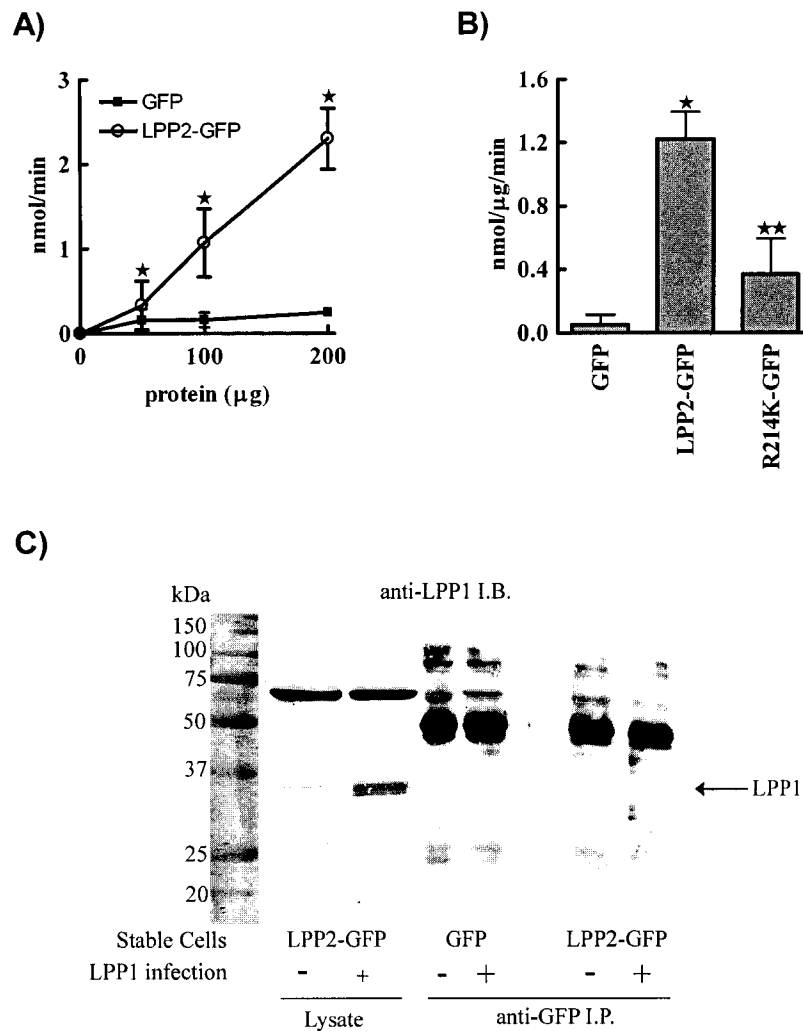 A)
3
2
1
0
nmol/min
GFP
LPP2-GFP
★
★
★
0
100
200
protein (μg)
B)
1.6
1.2
0.8
0.4
0.0
nmol/μg/min
★
★★
GFP
LPP2-GFP
R214K-GFP
C)
kDa
anti-LPP1 I.B.
150
100
75
50
37
25
20
LPP1
Stable Cells LPP2-GFP GFP LPP2-GFP
LPP1 infection - + - + - +
Lysate anti-GFP I.P.